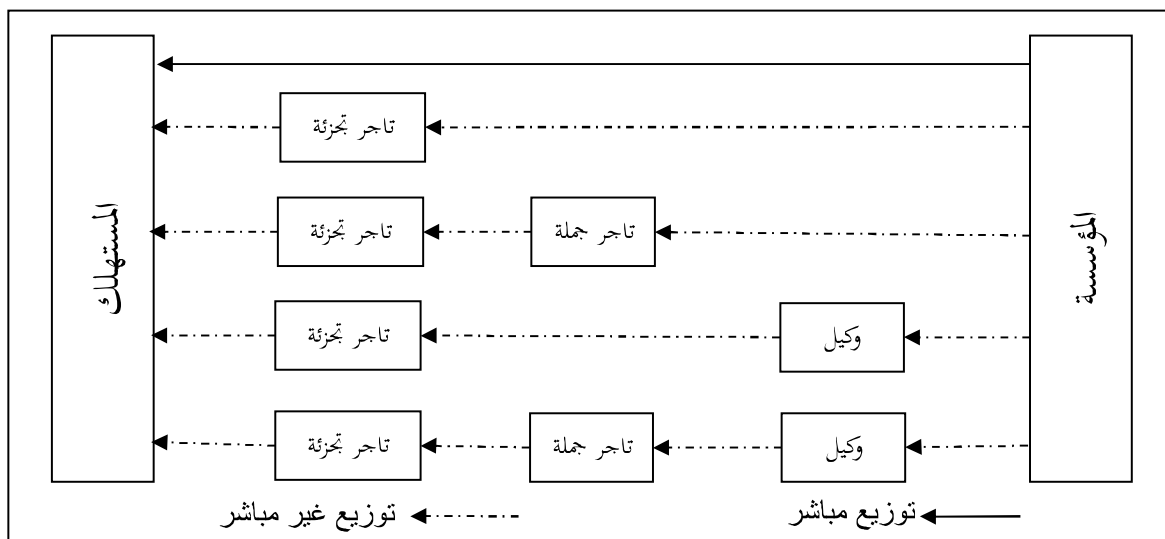 المؤسسة
المستهلك
تاجر تجزئة
تاجر جملة
تاجر تجزئة
وكيل
تاجر تجزئة
وكيل
تاجر جملة
تاجر تجزئة
توزيع مباشر
توزيع غير مباشر